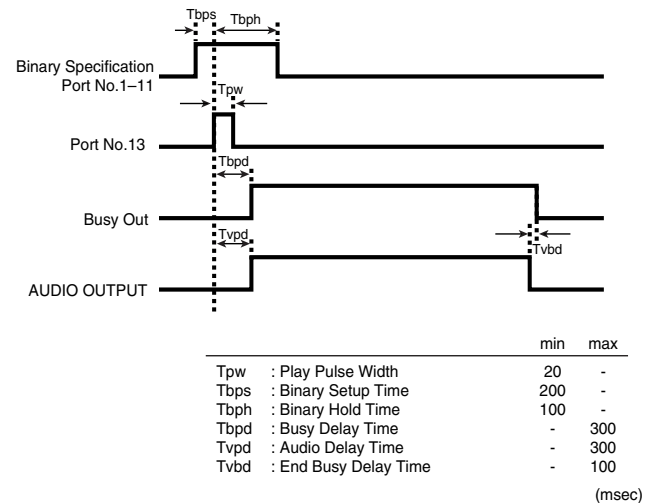 Tbps Tbph
Binary Specification
Port No.1–11
Tpw
Port No.13
Tbpd
Busy Out
Tvpd
Tvbd
AUDIO OUTPUT
min max
Tpw : Play Pulse Width 20 -
Tbps : Binary Setup Time 200 -
Tbph : Binary Hold Time 100 -
Tbpd : Busy Delay Time - 300
Tvpd : Audio Delay Time - 300
Tvbd : End Busy Delay Time - 100
(msec)